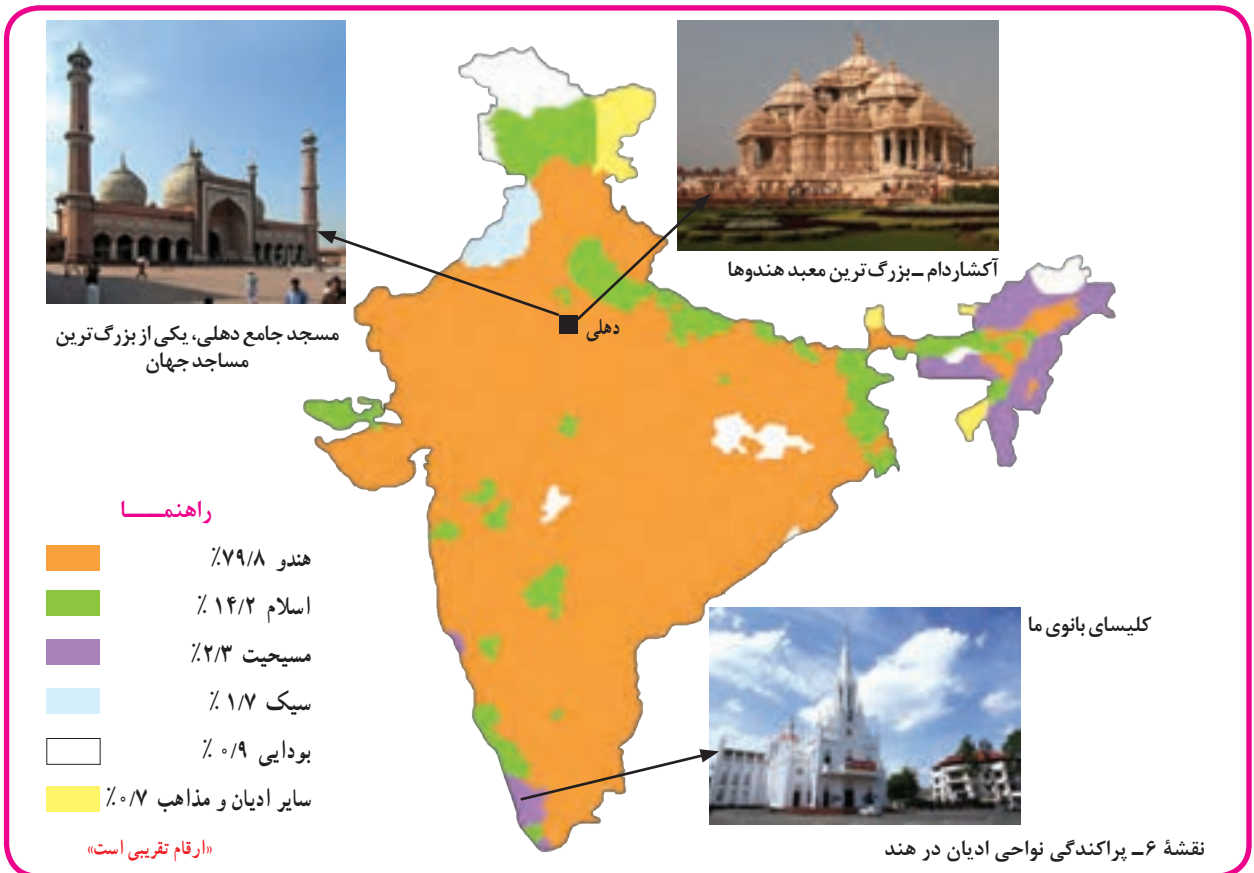 آکشاردام ـ بزرگ‌ترین معبد هندوها
مسجد جامع دهلی، یکی از بزرگ‌ترین
مساجد جهان
دهلی
راهنمـــــا
هندو ۷۹/۸٪
اسلام ۱۴/۲ ٪
مسیحیت ۲/۳٪
سیک ۱/۷ ٪
بودایی ۰/۹ ٪
سایر ادیان و مذاهب ۰/۷٪
«ارقام تقریبی است»
کلیسای بانوی ما
نقشهٔ ۶ـ پراکندگی نواحی ادیان در هند